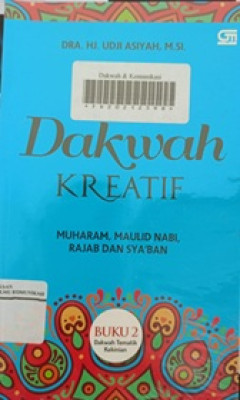 DRA. HJ. UDJI ASIYAH, M.SI.
Dakwah & Komunikasi
Dakwah
KREATIF
MUHARAM, MAULID NABI,
RAJAB DAN SYA'BAN
BUKU 2
Dakwah Tematik